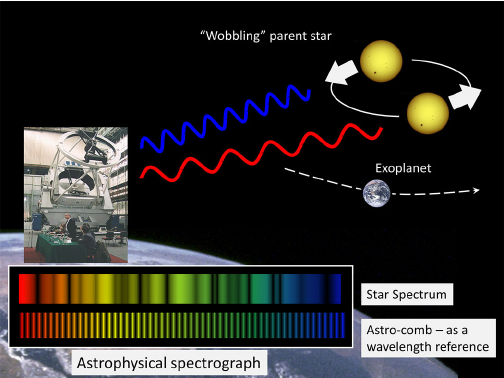 “Wobbling” parent star
Exoplanet
Star Spectrum
Astro-comb – as a
wavelength reference
Astrophysical spectrograph